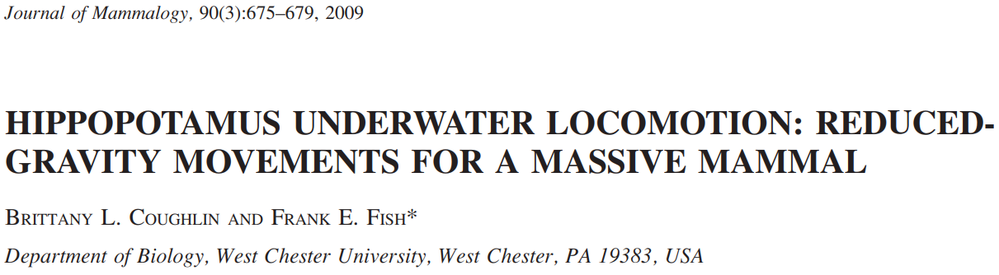 Journal of Mammalogy, 90(3):675–679, 2009
HIPPOPOTAMUS UNDERWATER LOCOMOTION: REDUCED-
GRAVITY MOVEMENTS FOR A MASSIVE MAMMAL
BRITTANY L. COUGHLIN AND FRANK E. FISH*
Department of Biology, West Chester University, West Chester, PA 19383, USA